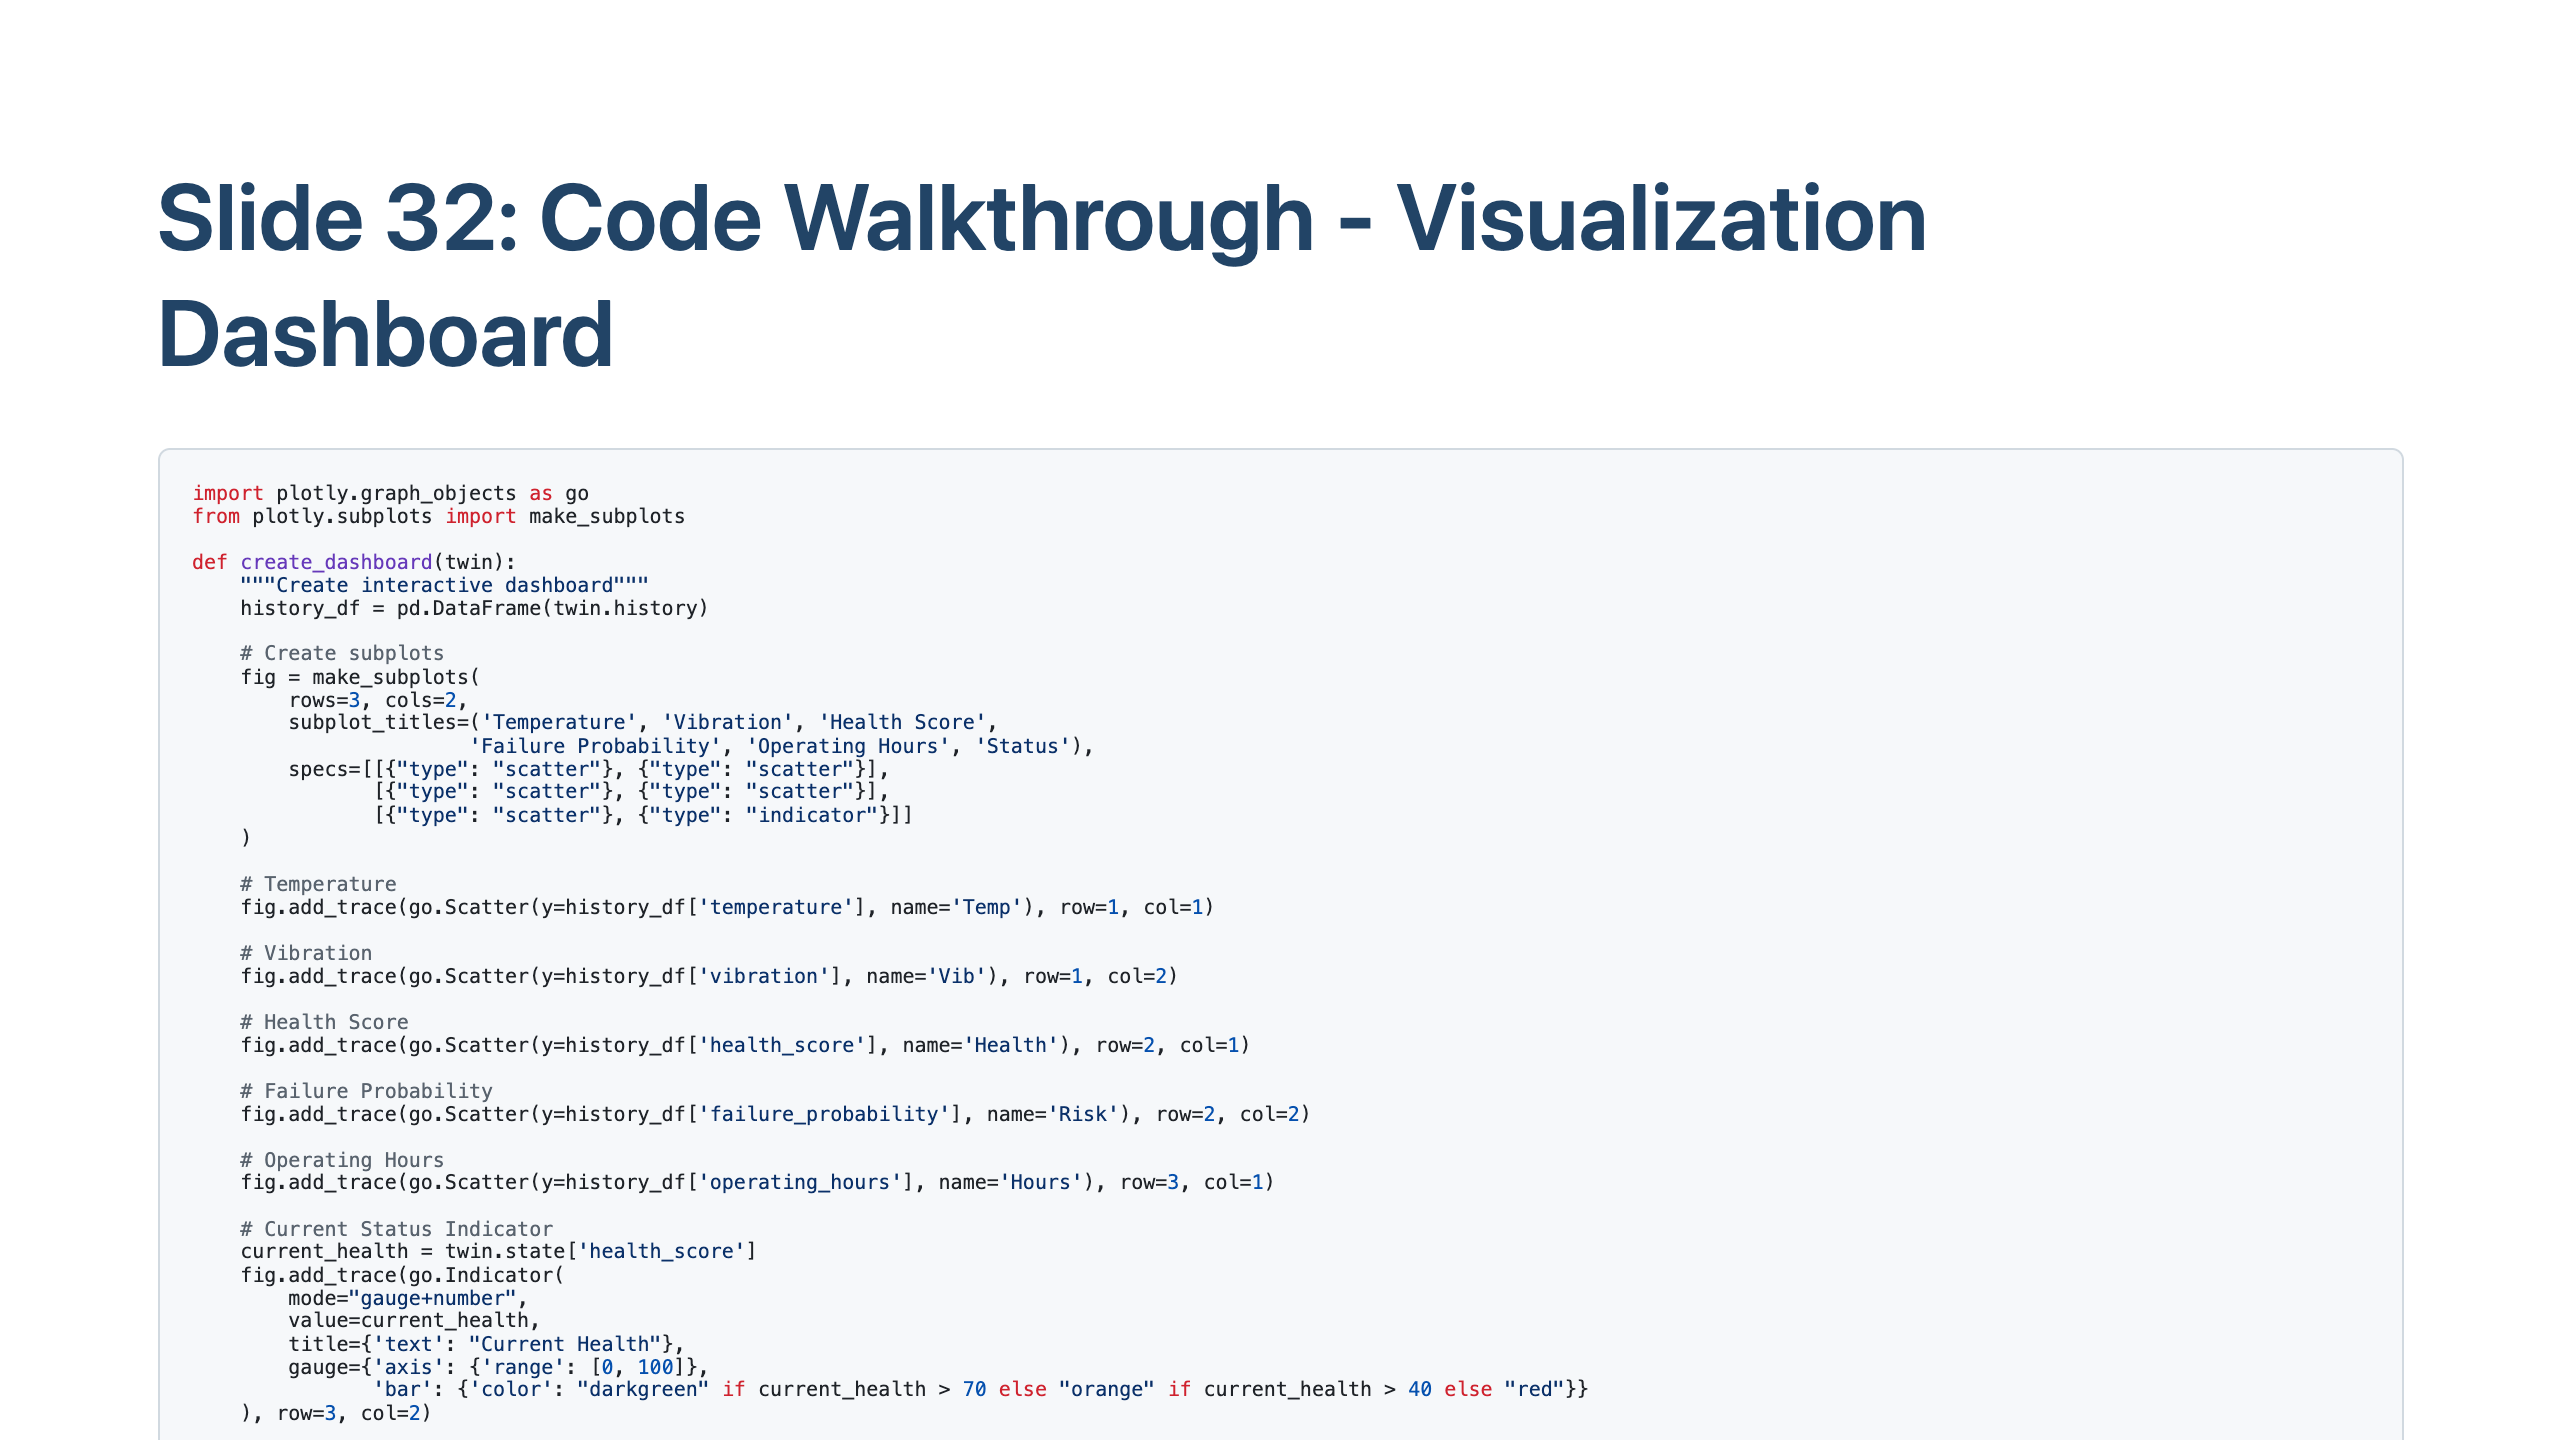 Slide 32: Code Walkthrough - Visualization
Dashboard
import plotly.graph_objects as go
from plotly.subplots import make_subplots
def create_dashboard(twin):
    """Create interactive dashboard"""
    history_df = pd.DataFrame(twin.history)
    # Create subplots
    fig = make_subplots(
        rows=3, cols=2,
        subplot_titles=('Temperature', 'Vibration', 'Health Score',
                       'Failure Probability', 'Operating Hours', 'Status'),
        specs=[[{"type": "scatter"}, {"type": "scatter"}],
               [{"type": "scatter"}, {"type": "scatter"}],
               [{"type": "scatter"}, {"type": "indicator"}]]
    )
    # Temperature
    fig.add_trace(go.Scatter(y=history_df['temperature'], name='Temp'), row=1, col=1)
    # Vibration
    fig.add_trace(go.Scatter(y=history_df['vibration'], name='Vib'), row=1, col=2)
    # Health Score
    fig.add_trace(go.Scatter(y=history_df['health_score'], name='Health'), row=2, col=1)
    # Failure Probability
    fig.add_trace(go.Scatter(y=history_df['failure_probability'], name='Risk'), row=2, col=2)
    # Operating Hours
    fig.add_trace(go.Scatter(y=history_df['operating_hours'], name='Hours'), row=3, col=1)
    # Current Status Indicator
    current_health = twin.state['health_score']
    fig.add_trace(go.Indicator(
        mode="gauge+number",
        value=current_health,
        title={'text': "Current Health"},
        gauge={'axis': {'range': [0, 100]},
               'bar': {'color': "darkgreen" if current_health > 70 else "orange" if current_health > 40 else "red"}}
    ), row=3, col=2)